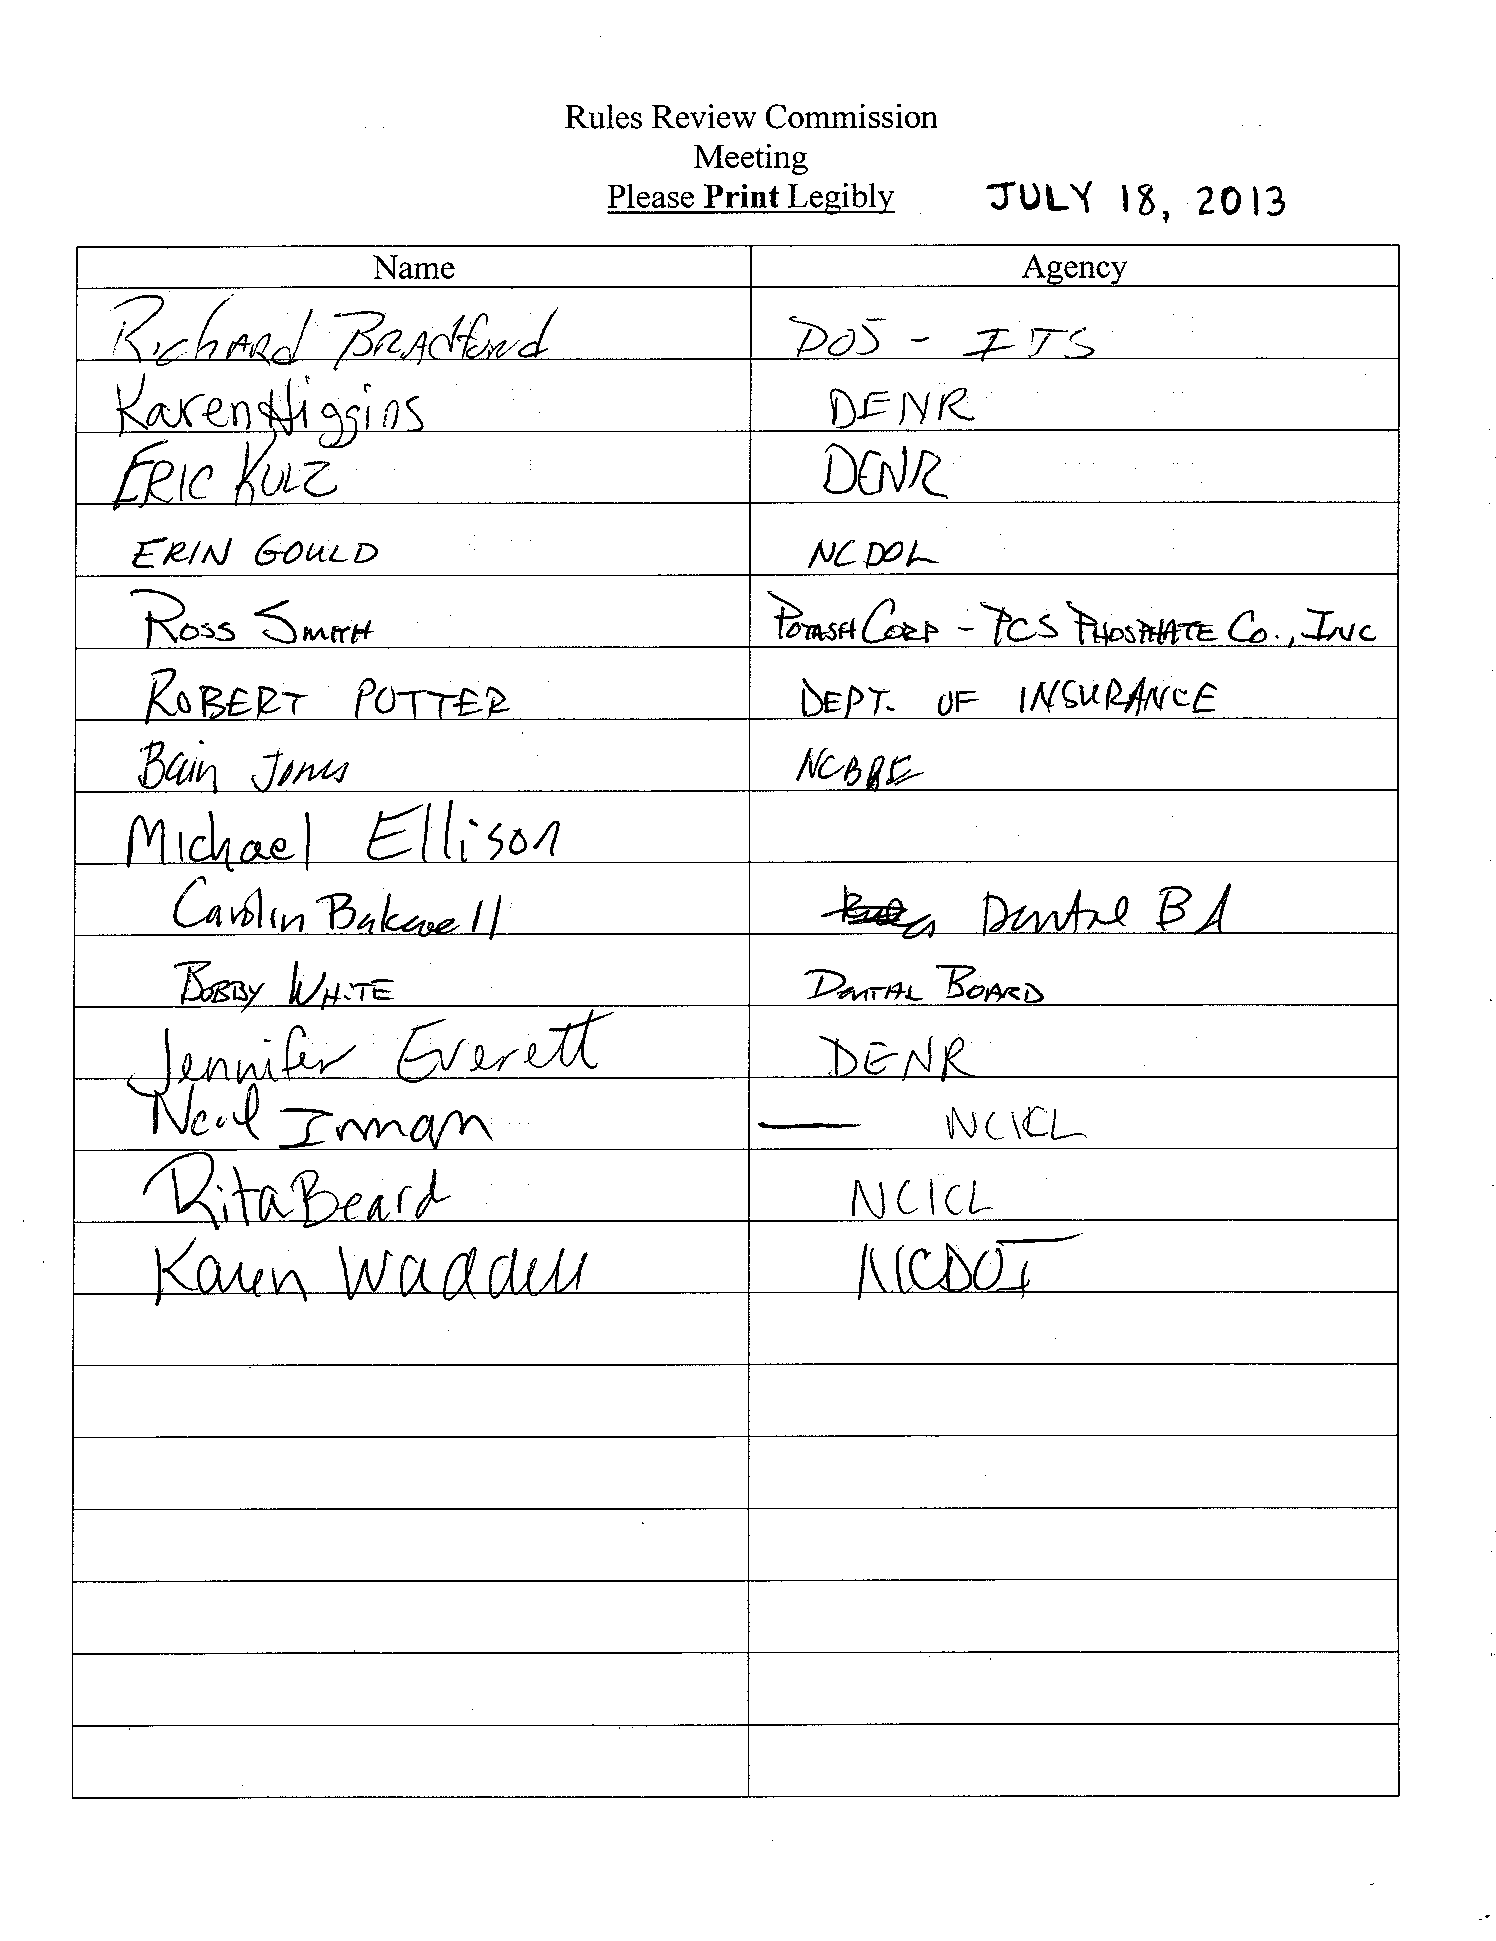 Rules Review Commission
Meeting
Please Print Legibly JULY 18, 2013
Name Agency
Richard Bradford DOJ - ITS
Karen Higgins DENR
ERIC KULZ DENR
ERIN GOULD NCDOL
ROSS SMITH POTASHCORP - PCS PHOSPHATE CO., INC
ROBERT POTTER DEPT. OF INSURANCE
Bain Jones
Michael Ellison
Carolin Bakewell Dental Bd
BOBBY WHITE DENTAL BOARD
Jennifer Everett DENR
Neal Inman — NCICL
Rita Beard NCICL
Karen Waddell